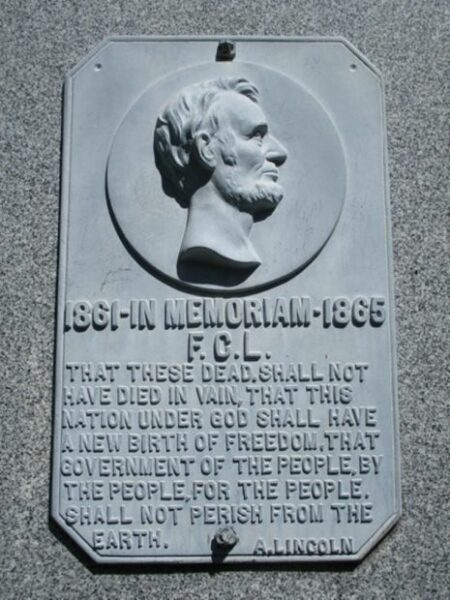 1861-IN MEMORIAM-1865
F.C.L.
THAT THESE DEAD, SHALL NOT
HAVE DIED IN VAIN, THAT THIS
NATION UNDER GOD SHALL HAVE
A NEW BIRTH OF FREEDOM, THAT
GOVERNMENT OF THE PEOPLE, BY
THE PEOPLE, FOR THE PEOPLE,
SHALL NOT PERISH FROM THE
EARTH. A.LINCOLN